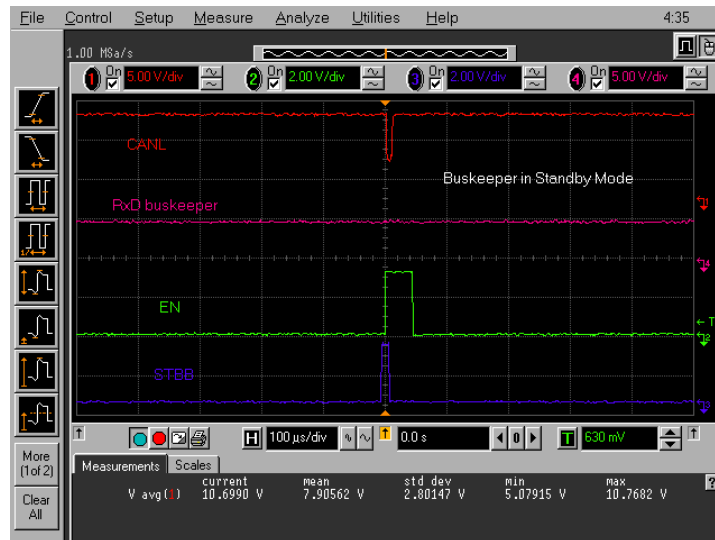 File Control Setup Measure Analyze Utilities Help 4:35
1.00 MSa/s
1 On 5.00 V/div 2 On 2.00 V/div 3 On 2.00 V/div 4 On 5.00 V/div
CANL
Buskeeper in Standby Mode
RxD buskeeper
EN
STBB
H 100 µs/div 0.0 s 0 T 630 mV
More
(1 of 2)
Clear
All
Measurements Scales
current mean std dev min max
V avg(1) 10.6990 V 7.90562 V 2.80147 V 5.07915 V 10.7682 V